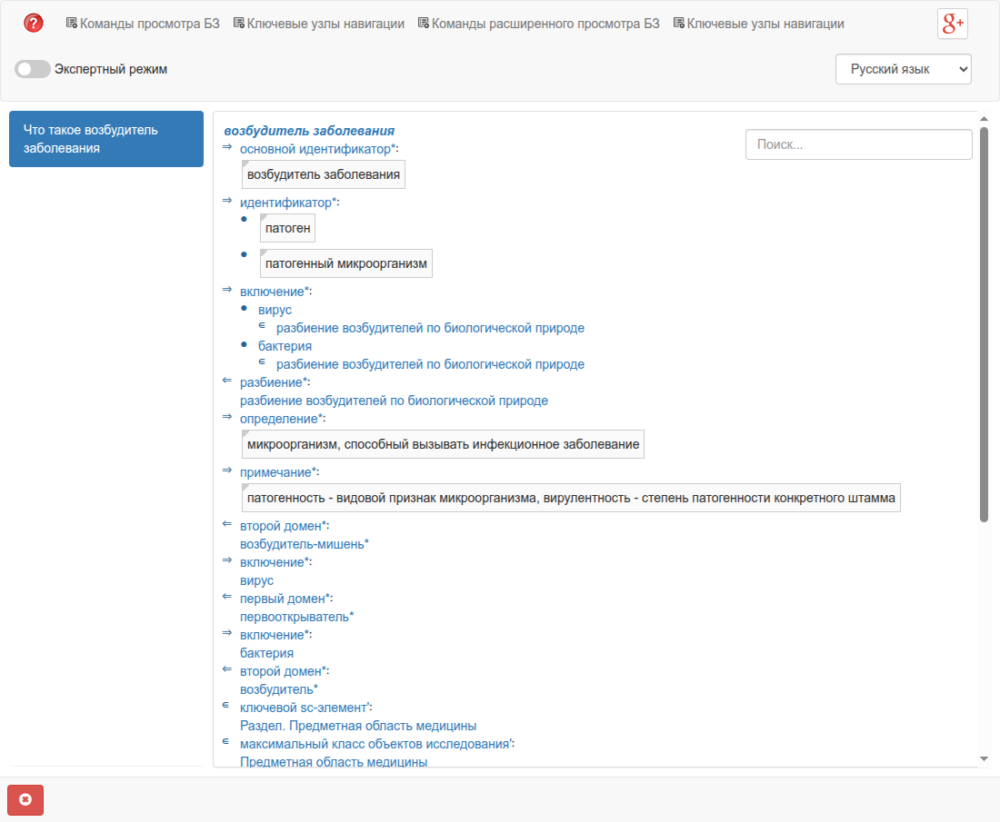 Команды просмотра БЗ Ключевые узлы навигации Команды расширенного просмотра БЗ Ключевые узлы навигации g+
Экспертный режим Русский язык
Что такое возбудитель
заболевания
возбудитель заболевания
Поиск...
⇒ основной идентификатор*:
возбудитель заболевания
⇒ идентификатор*:
• патоген
• патогенный микроорганизм
⇒ включение*:
• вирус
∈ разбиение возбудителей по биологической природе
• бактерия
∈ разбиение возбудителей по биологической природе
⇐ разбиение*:
разбиение возбудителей по биологической природе
⇒ определение*:
микроорганизм, способный вызывать инфекционное заболевание
⇒ примечание*:
патогенность - видовой признак микроорганизма, вирулентность - степень патогенности конкретного штамма
⇐ второй домен*:
возбудитель-мишень*
⇒ включение*:
вирус
⇐ первый домен*:
первооткрыватель*
⇒ включение*:
бактерия
⇐ второй домен*:
возбудитель*
∈ ключевой sc-элемент':
Раздел. Предметная область медицины
∈ максимальный класс объектов исследования':
Предметная область медицины